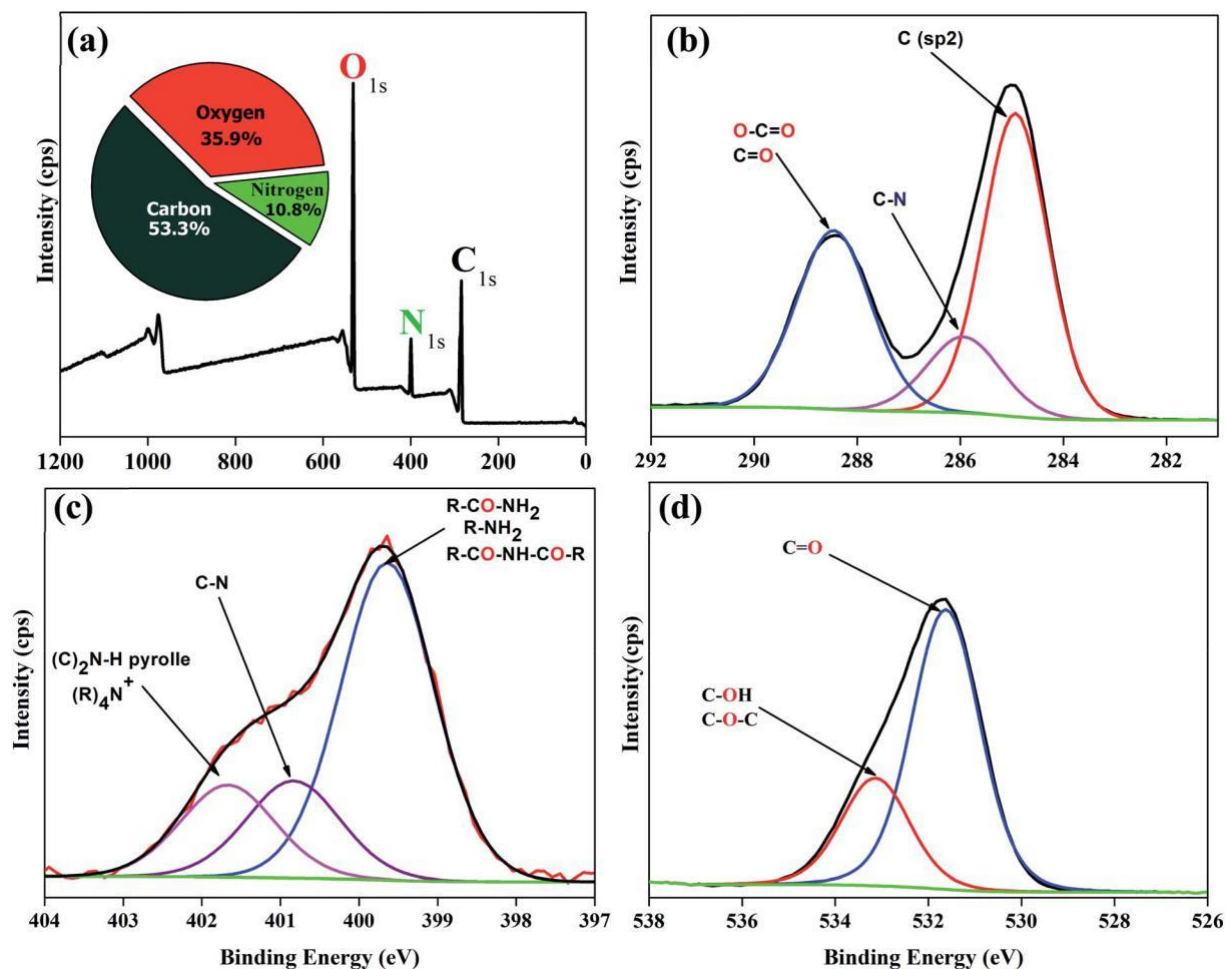 (a)
O 1s
Oxygen
35.9%
Nitrogen
10.8%
Carbon
53.3%
C 1s
N 1s
Intensity (cps)
1200 1000 800 600 400 200 0
(b)
C (sp2)
O-C=O
C=O
C-N
Intensity (cps)
292 290 288 286 284 282
(c)
R-CO-NH₂
R-NH₂
R-CO-NH-CO-R
C-N
(C)₂N-H pyrolle
(R)₄N⁺
Intensity (cps)
404 403 402 401 400 399 398 397
Binding Energy (eV)
(d)
C=O
C-OH
C-O-C
Intensity(cps)
538 536 534 532 530 528 526
Binding Energy (eV)